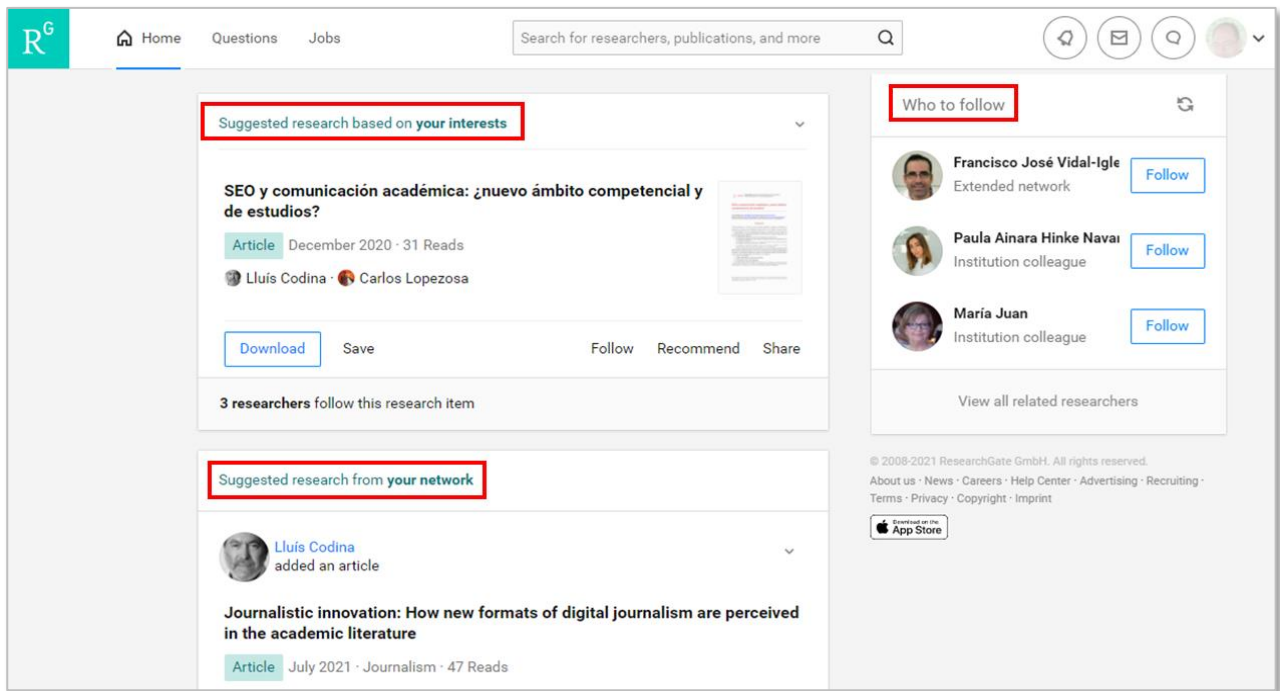 RG
Home Questions Jobs
Search for researchers, publications, and more
Suggested research based on your interests
SEO y comunicación académica: ¿nuevo ámbito competencial y
de estudios?
Article December 2020 · 31 Reads
Lluís Codina · Carlos Lopezosa
Download Save Follow Recommend Share
3 researchers follow this research item
Suggested research from your network
Lluís Codina
added an article
Journalistic innovation: How new formats of digital journalism are perceived
in the academic literature
Article July 2021 · Journalism · 47 Reads
Who to follow
Francisco José Vidal-Igle
Extended network
Follow
Paula Ainara Hinke Navar
Institution colleague
Follow
María Juan
Institution colleague
Follow
View all related researchers
© 2008-2021 ResearchGate GmbH. All rights reserved.
About us · News · Careers · Help Center · Advertising · Recruiting ·
Terms · Privacy · Copyright · Imprint
Download on the
App Store